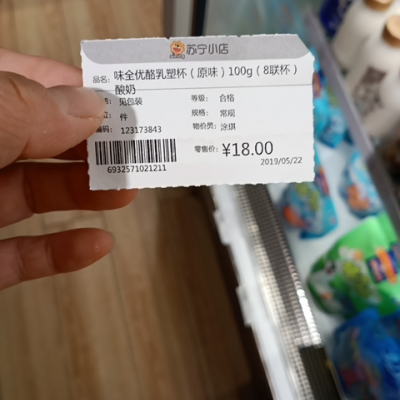 苏宁小店
品名: 味全优酪乳塑杯（原味）100g（8联杯）
酸奶
见包装 等级: 合格
件 规格: 常规
编码: 123173843 物价员: 涂琪
零售价: ¥18.00
6932571021211 2019/05/22